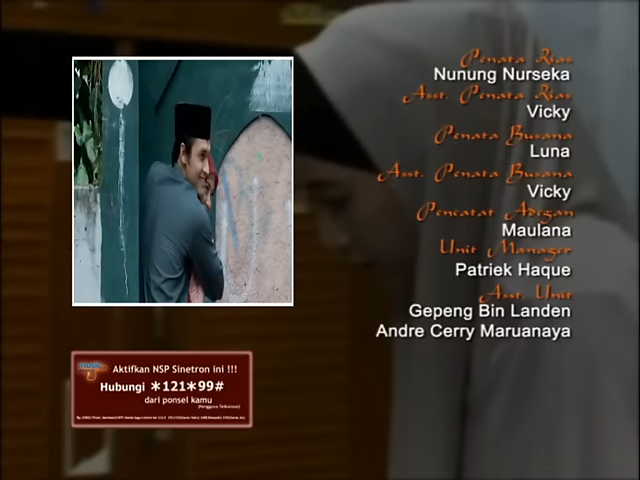 Penata Rias
Nunung Nurseka
Asst. Penata Rias
Vicky
Penata Busana
Luna
Asst. Penata Busana
Vicky
Pencatat Adegan
Maulana
Unit Manager
Patriek Haque
Asst. Unit
Gepeng Bin Landen
Andre Cerry Maruanaya
Aktifkan NSP Sinetron ini !!!
Hubungi *121*99#
dari ponsel kamu
(Pengguna Telkomsel)